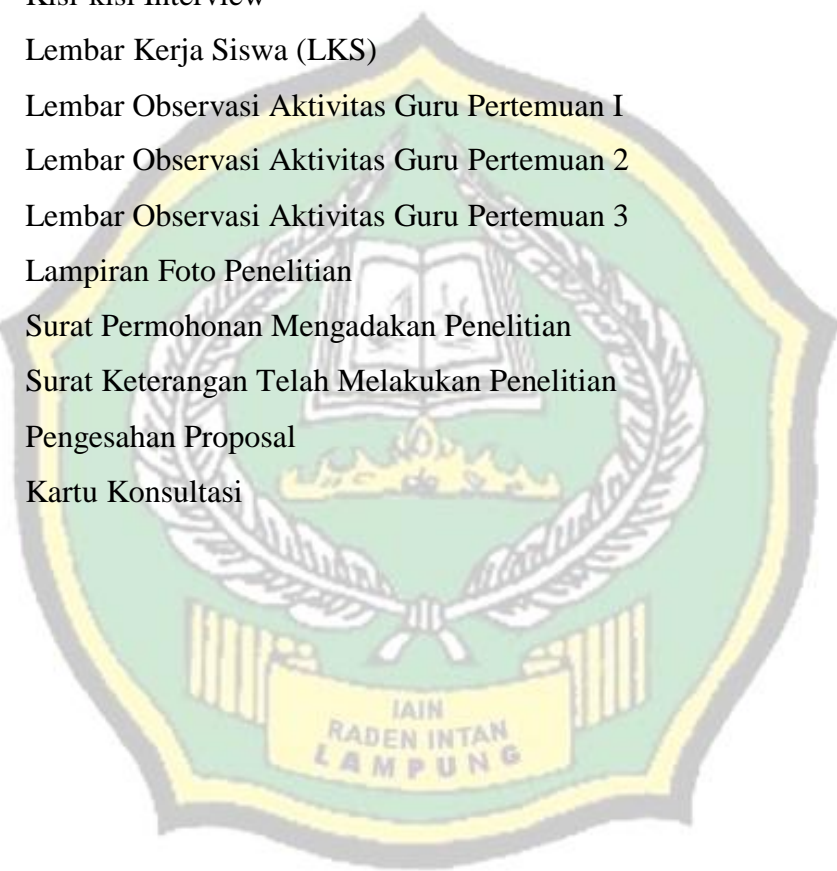 Kisi-kisi Interview
Lembar Kerja Siswa (LKS)
Lembar Observasi Aktivitas Guru Pertemuan I
Lembar Observasi Aktivitas Guru Pertemuan 2
Lembar Observasi Aktivitas Guru Pertemuan 3
Lampiran Foto Penelitian
Surat Permohonan Mengadakan Penelitian
Surat Keterangan Telah Melakukan Penelitian
Pengesahan Proposal
Kartu Konsultasi
IAIN
RADEN INTAN
LAMPUNG